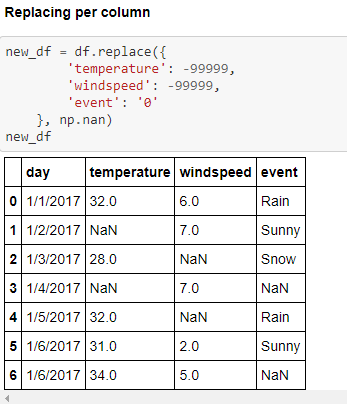 Replacing per column
new_df = df.replace({
        'temperature': -99999,
        'windspeed': -99999,
        'event': '0'
    }, np.nan)
new_df
day temperature windspeed event
0 1/1/2017 32.0 6.0 Rain
1 1/2/2017 NaN 7.0 Sunny
2 1/3/2017 28.0 NaN Snow
3 1/4/2017 NaN 7.0 NaN
4 1/5/2017 32.0 NaN Rain
5 1/6/2017 31.0 2.0 Sunny
6 1/6/2017 34.0 5.0 NaN